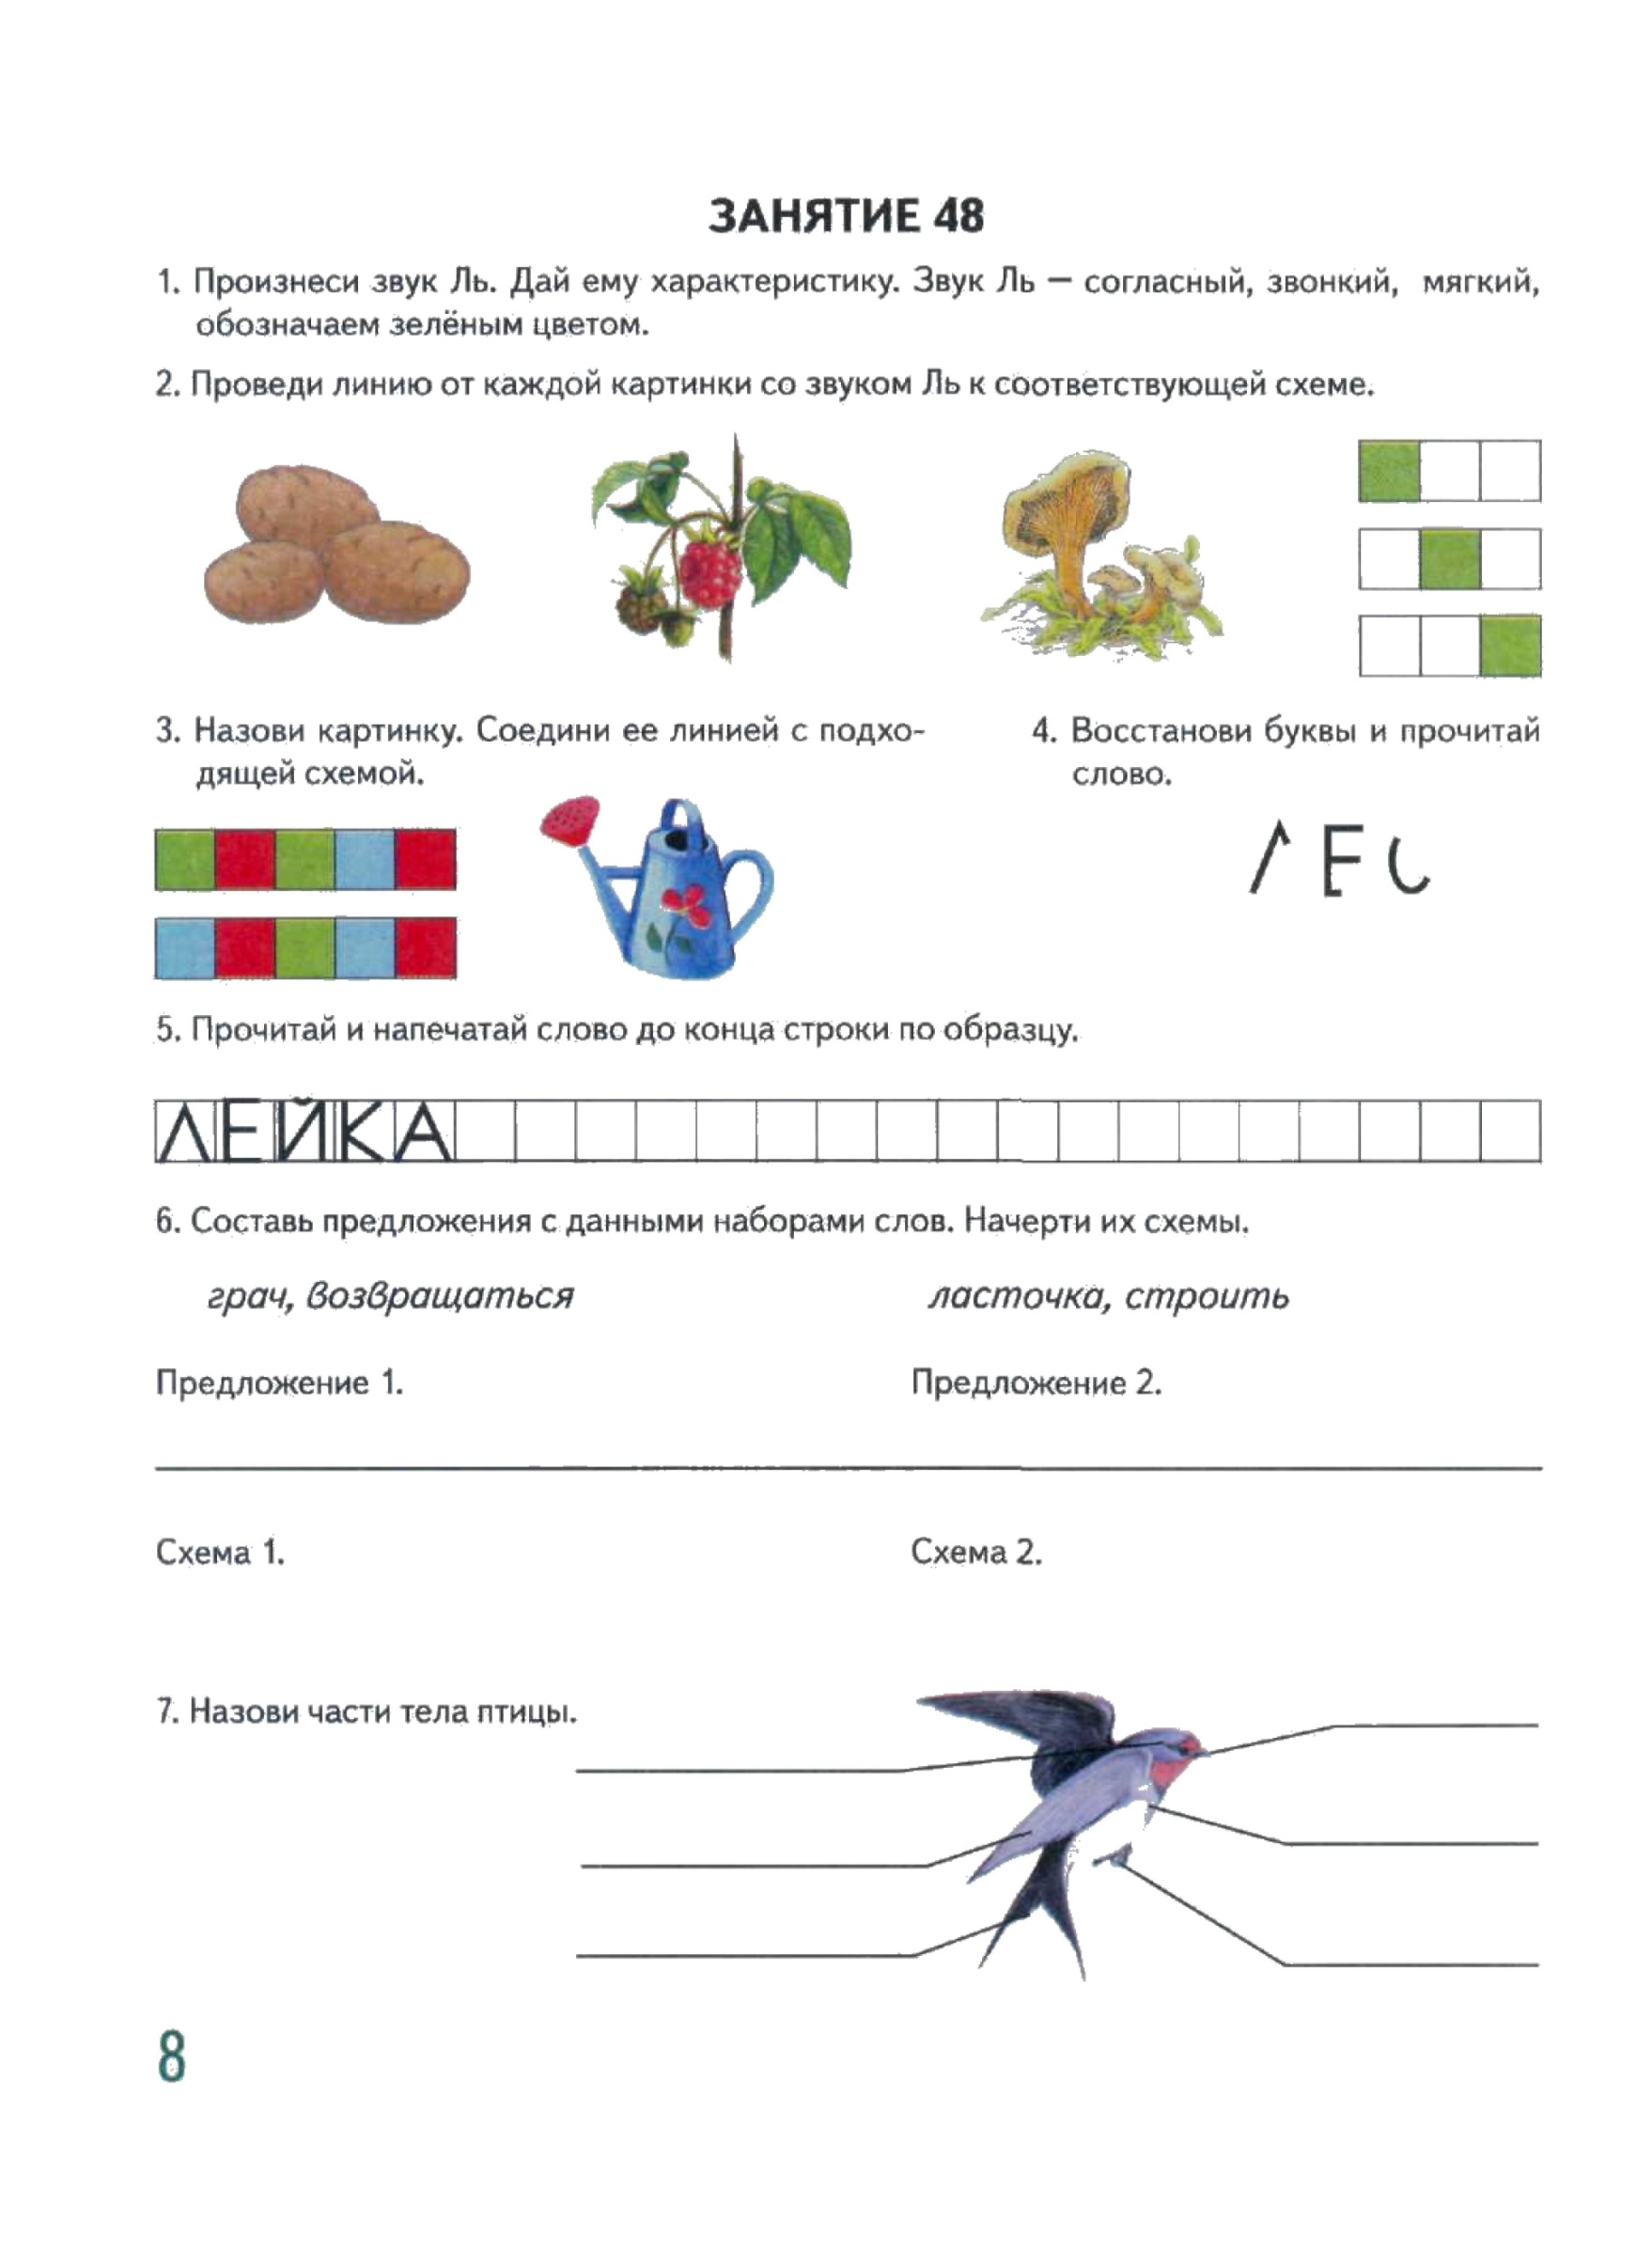 ЗАНЯТИЕ 48
1. Произнеси звук Ль. Дай ему характеристику. Звук Ль — согласный, звонкий, мягкий,
обозначаем зелёным цветом.
2. Проведи линию от каждой картинки со звуком Ль к соответствующей схеме.
3. Назови картинку. Соедини ее линией с подхо-
дящей схемой.
4. Восстанови буквы и прочитай
слово.
ЛЕС
5. Прочитай и напечатай слово до конца строки по образцу.
ЛЕЙКА
6. Составь предложения с данными наборами слов. Начерти их схемы.
грач, возвращаться
ласточка, строить
Предложение 1.
Предложение 2.
Схема 1.
Схема 2.
7. Назови части тела птицы.
8